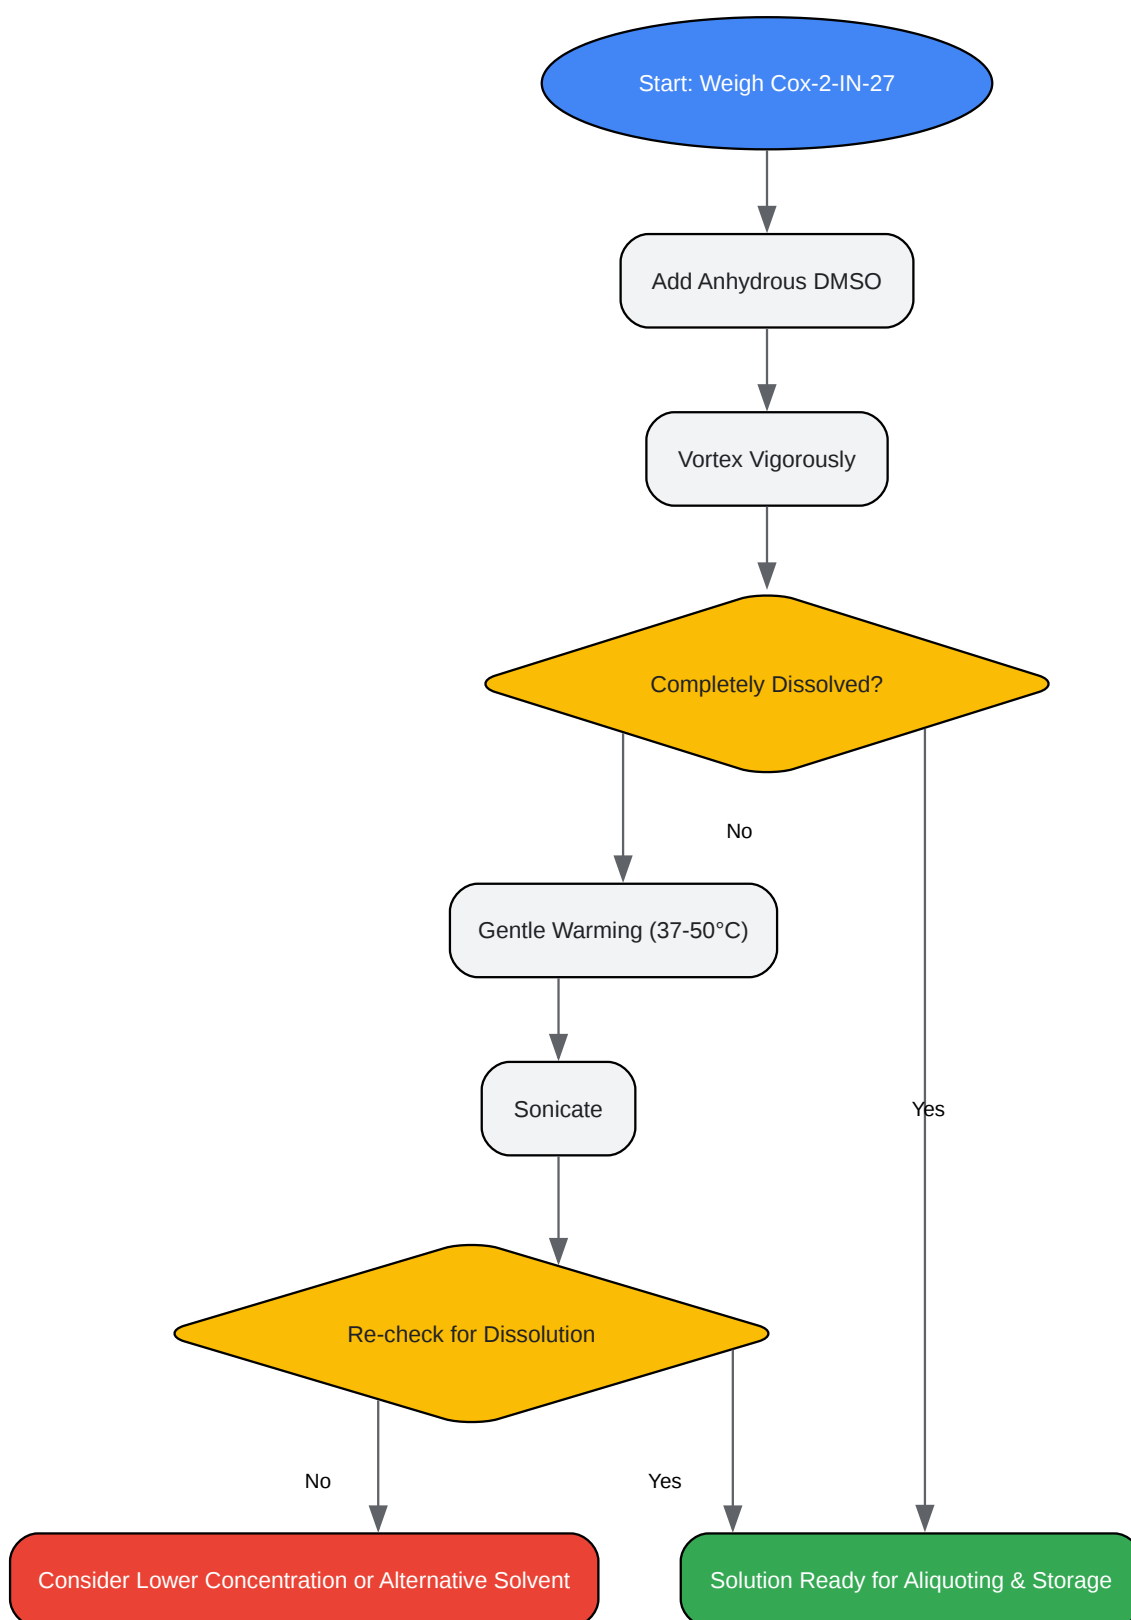 Start: Weigh Cox-2-IN-27
Add Anhydrous DMSO
Vortex Vigorously
Completely Dissolved?
No
Gentle Warming (37-50°C)
Sonicate
Yes
Re-check for Dissolution
No
Yes
Consider Lower Concentration or Alternative Solvent
Solution Ready for Aliquoting & Storage